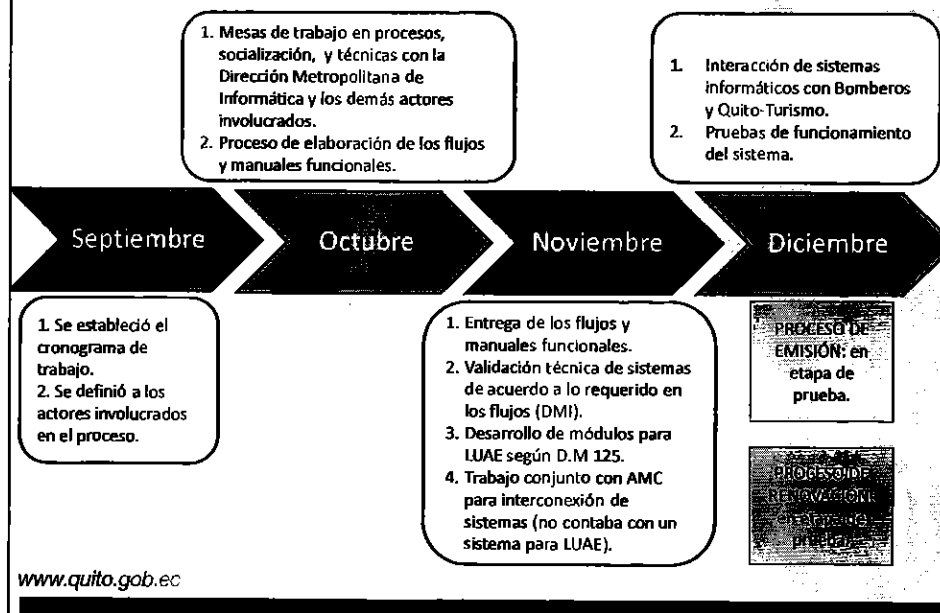 1. Mesas de trabajo en procesos,
socialización, y técnicas con la
Dirección Metropolitana de
Informática y los demás actores
involucrados.
2. Proceso de elaboración de los flujos
y manuales funcionales.
1. Interacción de sistemas
informáticos con Bomberos
y Quito-Turismo.
2. Pruebas de funcionamiento
del sistema.
Septiembre
Octubre
Noviembre
Diciembre
1. Se estableció el
cronograma de
trabajo.
2. Se definió a los
actores involucrados
en el proceso.
1. Entrega de los flujos y
manuales funcionales.
2. Validación técnica de sistemas
de acuerdo a lo requerido en
los flujos (DMI).
3. Desarrollo de módulos para
LUAE según D.M 125.
4. Trabajo conjunto con AMC
para interconexión de
sistemas (no contaba con un
sistema para LUAE).
PROCESO DE
EMISIÓN: en
etapa de
prueba.
PROCESO DE
RENOVACIÓN:
en etapa de
prueba.
www.quito.gob.ec